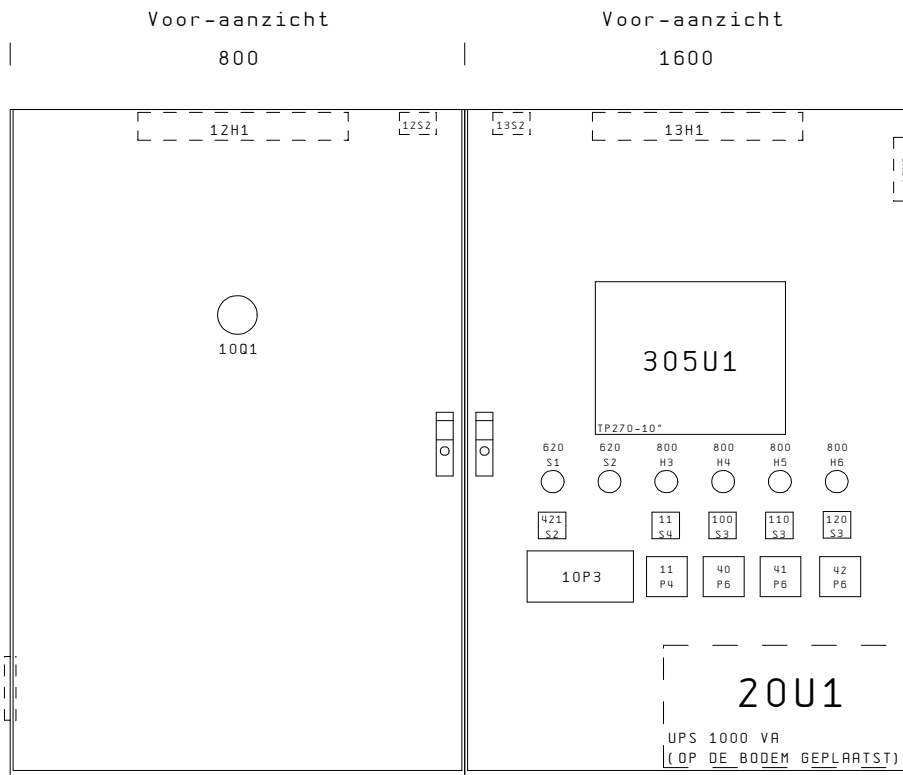 Voor-aanzicht
Voor-aanzicht
800
1600
12H1
12S2
13S2
13H1
10Q1
305U1
TP270-10"
620
S1
620
S2
800
H3
800
H4
800
H5
800
H6
421
S2
11
S4
100
S3
110
S3
120
S3
10P3
11
P4
40
P6
41
P6
42
P6
20U1
UPS 1000 VA
(OP DE BODEM GEPLAATST)